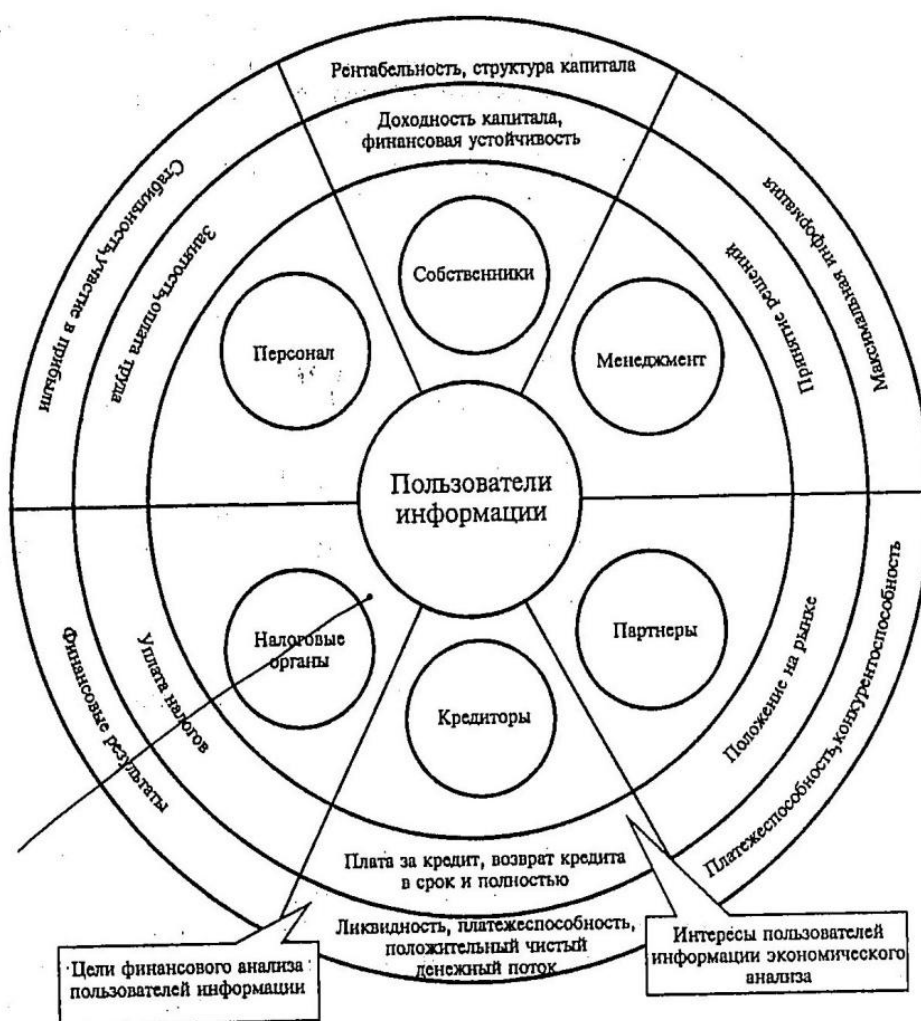 Рентабельность, структура капитала
Доходность капитала,
финансовая устойчивость
Стабильность, участие в прибыли
Занятость, оплата труда
Максимальная информация
Принятие решений
Собственники
Персонал
Менеджмент
Пользователи
информации
Налоговые
органы
Партнеры
Кредиторы
Финансовые результаты
Уплата налогов
Положение на рынке
Платежеспособность, конкурентоспособность
Плата за кредит, возврат кредита
в срок и полностью
Ликвидность, платежеспособность,
положительный чистый
денежный поток
Цели финансового анализа
пользователей информации
Интересы пользователей
информации экономического
анализа